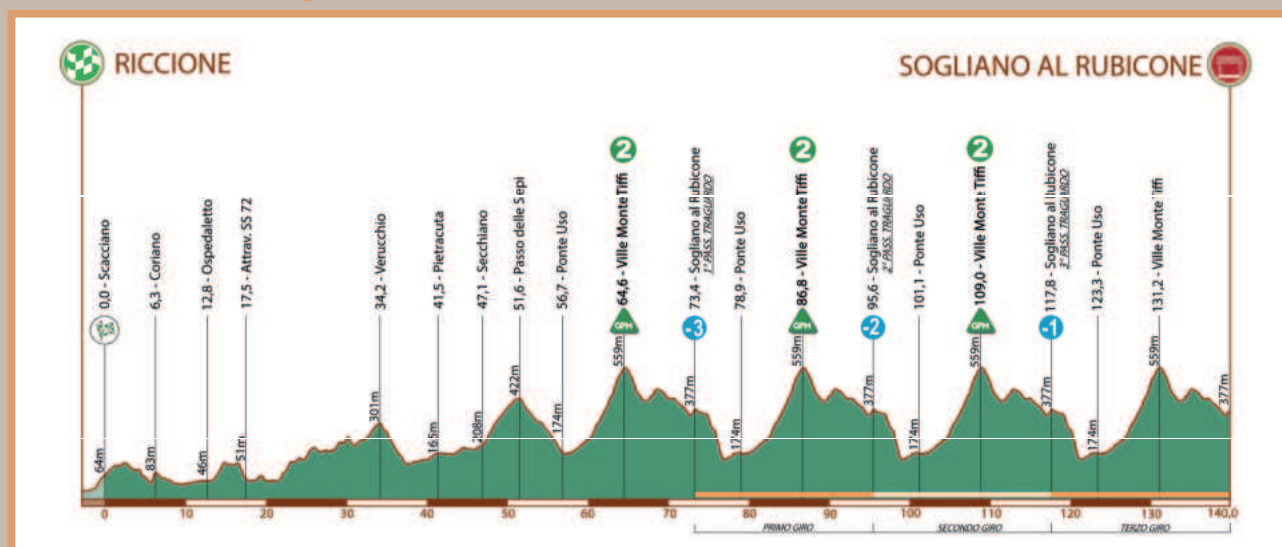 RICCIONE
SOGLIANO AL RUBICONE
0,0 - Scacciano
6,3 - Coriano
12,8 - Ospedaletto
17,5 - Attrav. SS 72
34,2 - Verucchio
41,5 - Pietracuta
47,1 - Secchiano
51,6 - Passo delle Siepi
56,7 - Ponte Uso
2
64,6 - Ville Monte Tiffi
GPM
73,4 - Sogliano al Rubicone
1° PASS. TRAGUARDO
-3
78,9 - Ponte Uso
2
86,8 - Ville Monte Tiffi
GPM
95,6 - Sogliano al Rubicone
2° PASS. TRAGUARDO
-2
101,1 - Ponte Uso
2
109,0 - Ville Monte Tiffi
GPM
117,8 - Sogliano al Rubicone
3° PASS. TRAGUARDO
-1
123,3 - Ponte Uso
131,2 - Ville Monte Tiffi
64m
83m
46m
51m
301m
165m
208m
422m
174m
559m
377m
174m
559m
377m
174m
559m
377m
174m
559m
377m
0 10 20 30 40 50 60 70 80 90 100 110 120 130 140,0
PRIMO GIRO SECONDO GIRO TERZO GIRO